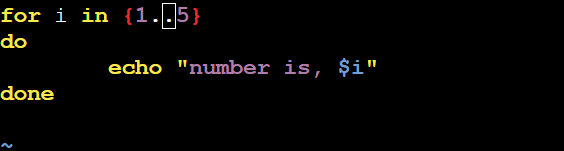 for i in {1..5}
do
        echo "number is, $i"
done
~